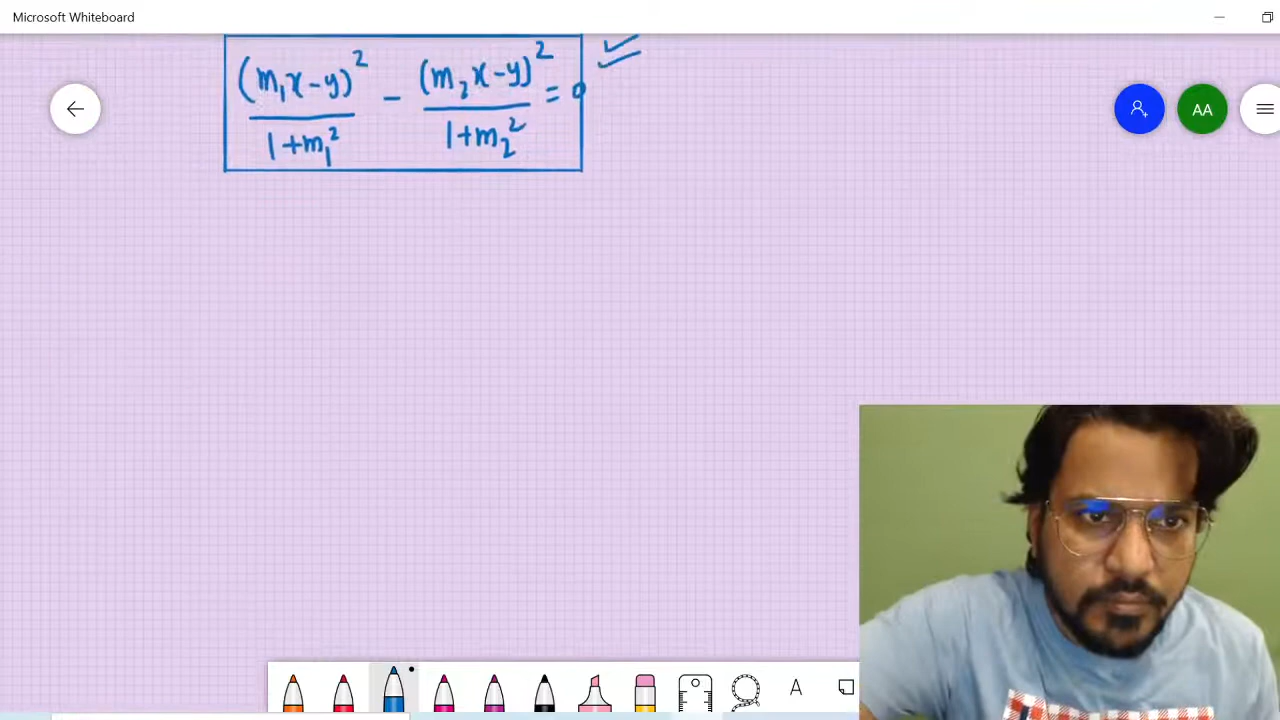 Microsoft Whiteboard
(m₁x-y)²/1+m₁² - (m₂x-y)²/1+m₂² = 0
AA
A